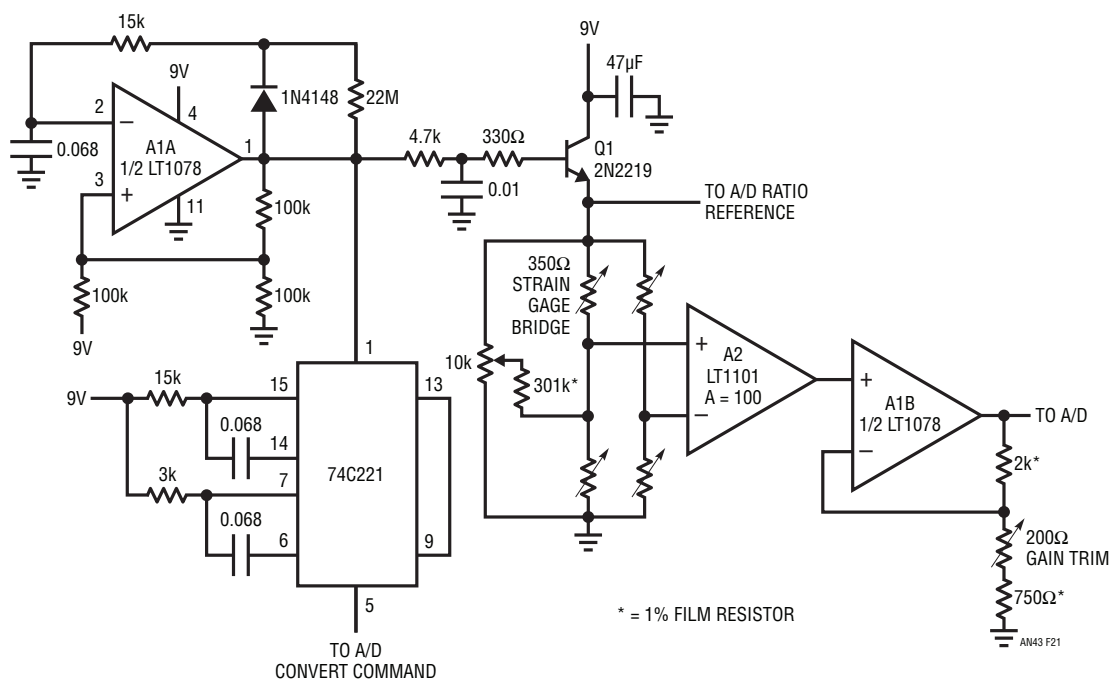 15k
9V
1N4148
22M
2
4
A1A
1/2 LT1078
1
0.068
3
11
100k
100k
100k
9V
4.7k
330Ω
0.01
9V
47µF
Q1
2N2219
TO A/D RATIO
REFERENCE
350Ω
STRAIN
GAGE
BRIDGE
10k
301k*
A2
LT1101
A = 100
A1B
1/2 LT1078
TO A/D
2k*
200Ω
GAIN TRIM
750Ω*
1
9V
15k
15
13
0.068
14
3k
7
74C221
0.068
6
9
5
TO A/D
CONVERT COMMAND
* = 1% FILM RESISTOR
AN43 F21
+
–
+
–
+
–